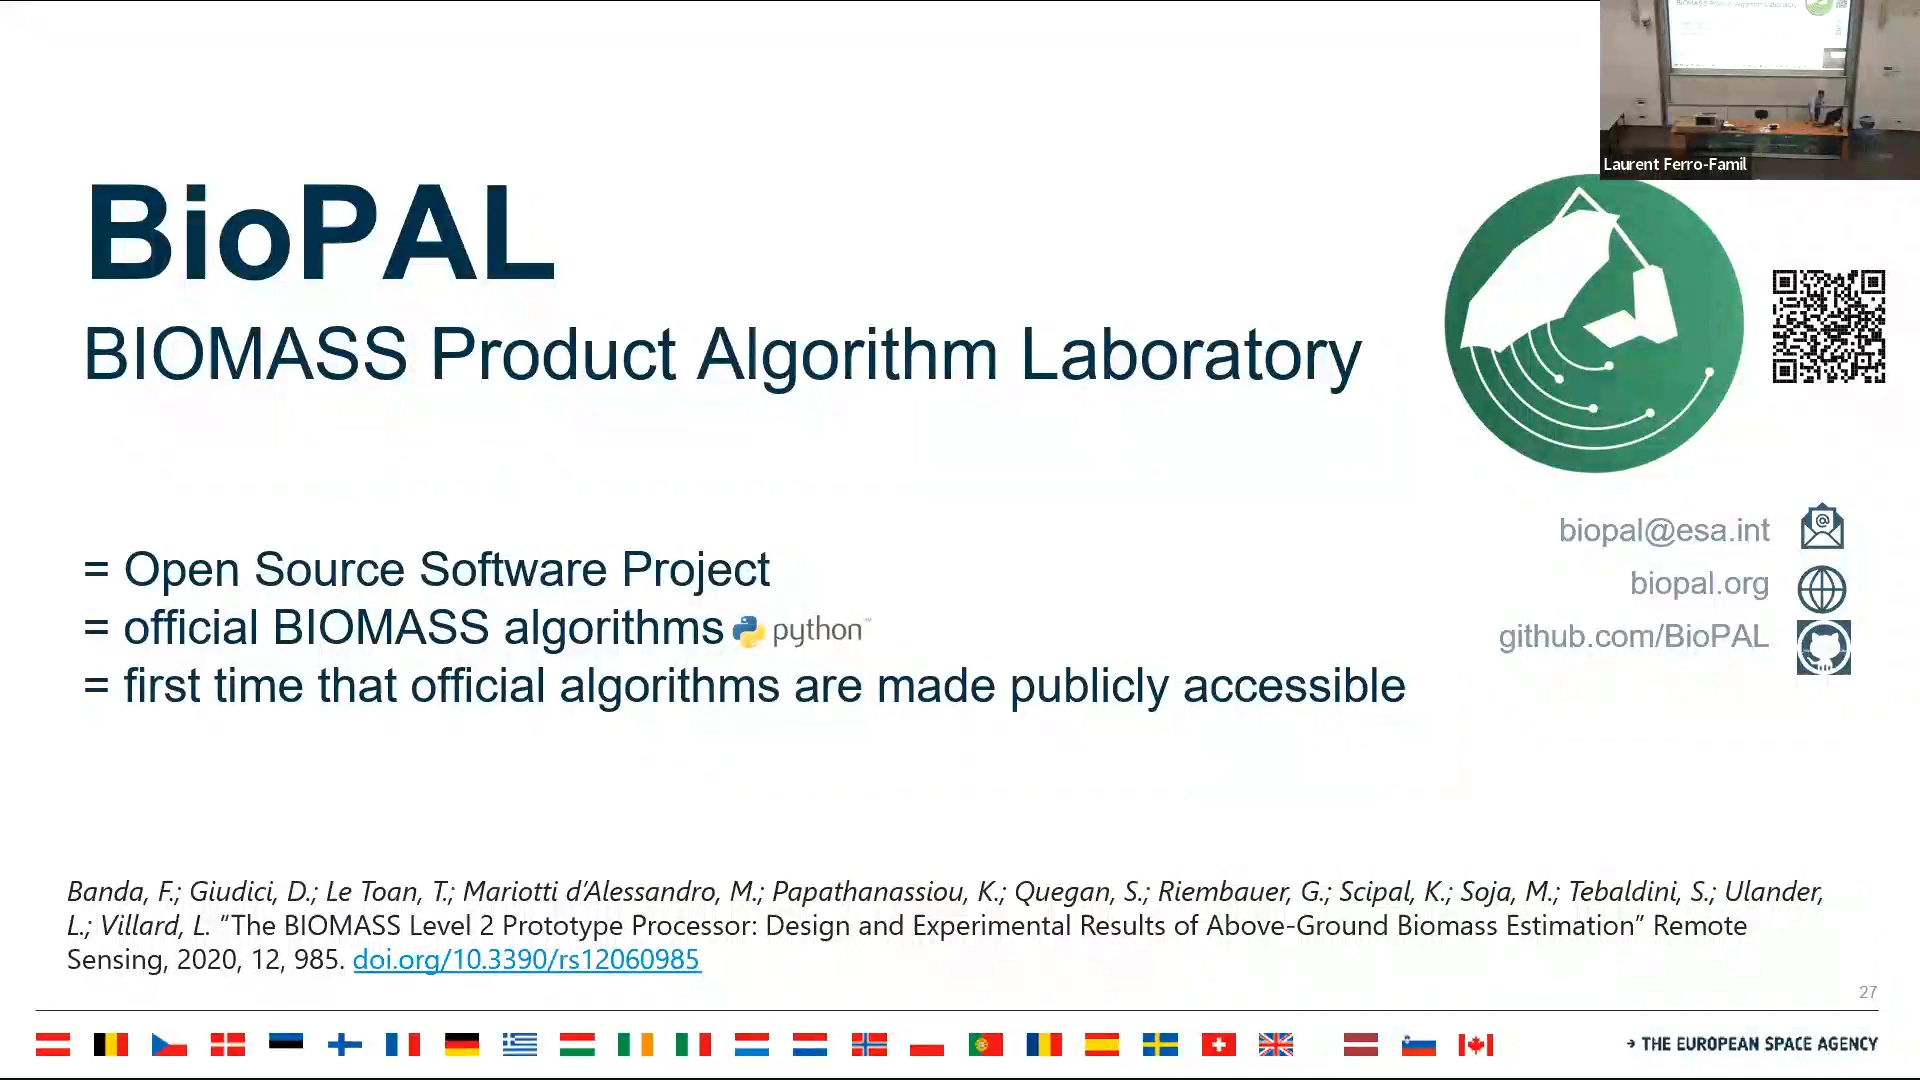 Laurent Ferro-Famil
BioPAL
BIOMASS Product Algorithm Laboratory
= Open Source Software Project
= official BIOMASS algorithms python™
= first time that official algorithms are made publicly accessible
biopal@esa.int
biopal.org
github.com/BioPAL
Banda, F.; Giudici, D.; Le Toan, T.; Mariotti d’Alessandro, M.; Papathanassiou, K.; Quegan, S.; Riembauer, G.; Scipal, K.; Soja, M.; Tebaldini, S.; Ulander,
L.; Villard, L. “The BIOMASS Level 2 Prototype Processor: Design and Experimental Results of Above-Ground Biomass Estimation” Remote
Sensing, 2020, 12, 985. doi.org/10.3390/rs12060985
27
→ THE EUROPEAN SPACE AGENCY